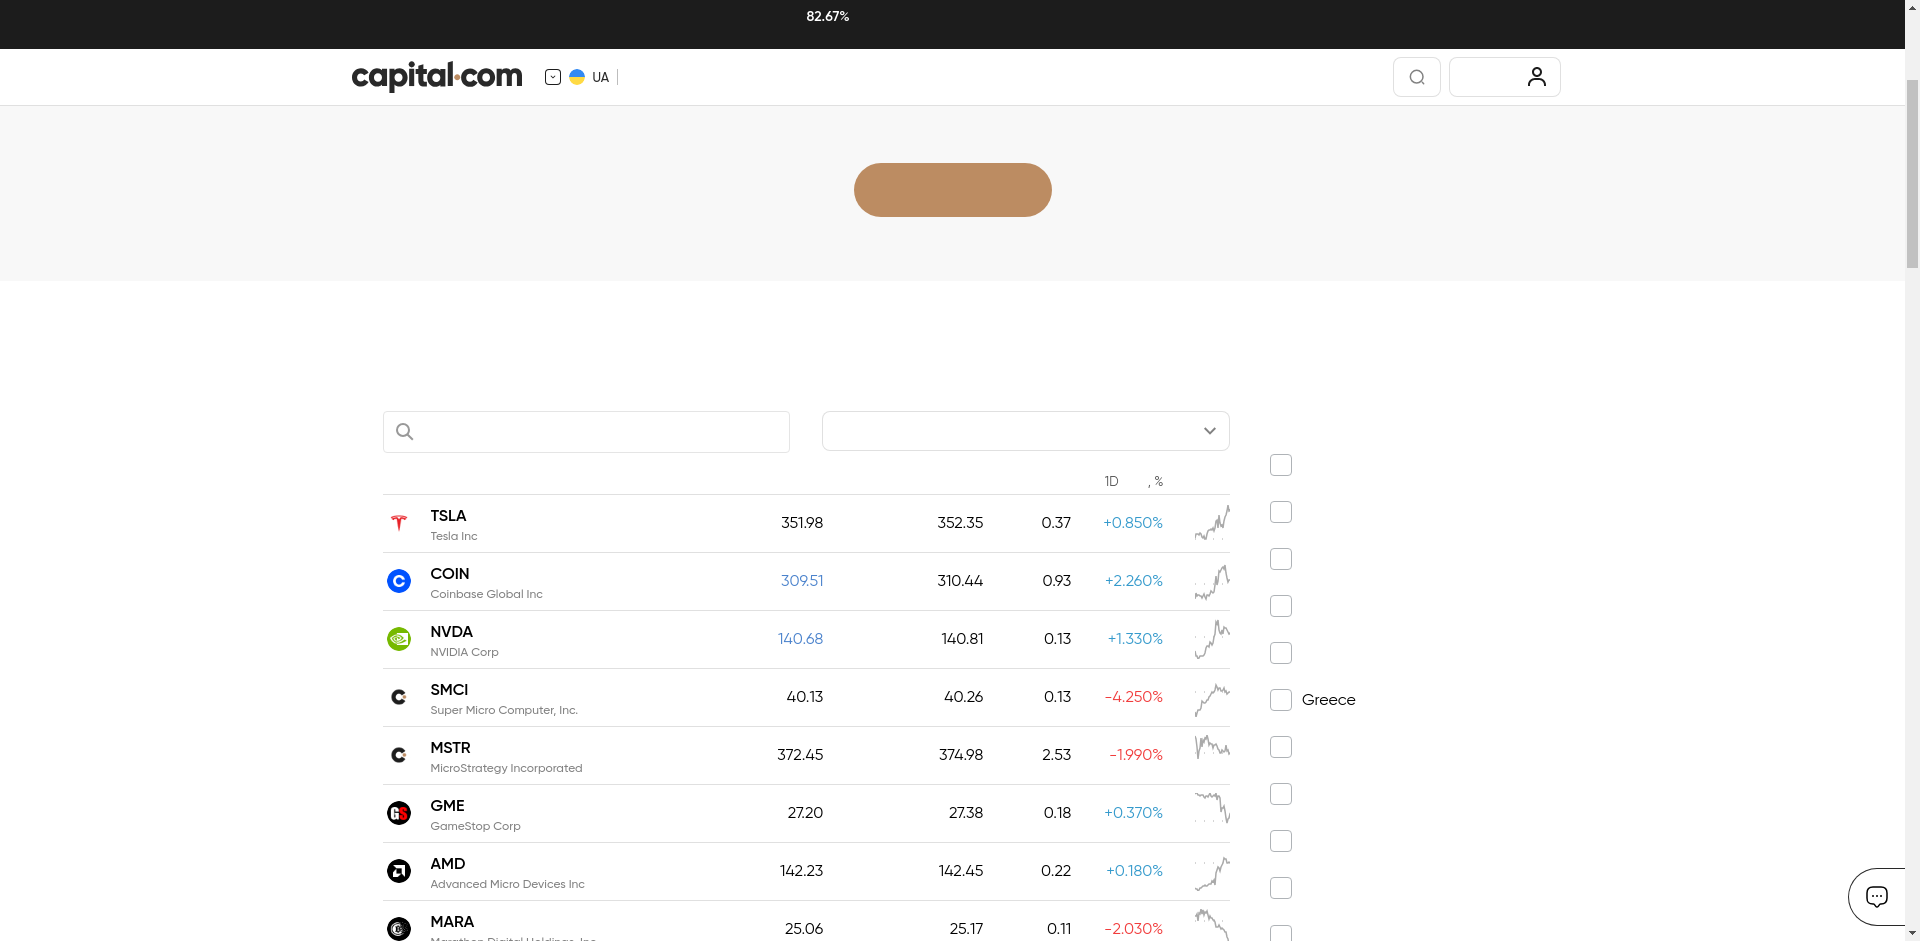 82.67%
capital.com
UA
1D , %
TSLA 351.98 352.35 0.37 +0.850%
Tesla Inc
COIN 309.51 310.44 0.93 +2.260%
Coinbase Global Inc
NVDA 140.68 140.81 0.13 +1.330%
NVIDIA Corp
SMCI 40.13 40.26 0.13 -4.250%
Super Micro Computer, Inc.
Greece
MSTR 372.45 374.98 2.53 -1.990%
MicroStrategy Incorporated
GME 27.20 27.38 0.18 +0.370%
GameStop Corp
AMD 142.23 142.45 0.22 +0.180%
Advanced Micro Devices Inc
MARA 25.06 25.17 0.11 -2.030%
Marathon Digital Holdings, Inc.